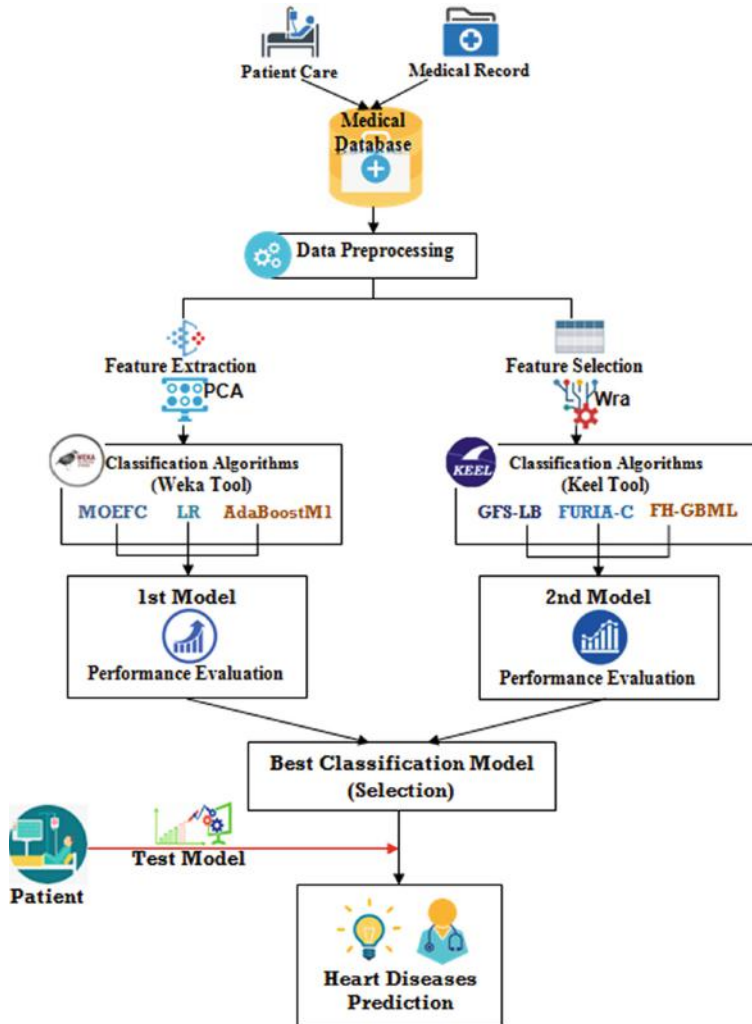 Patient Care
Medical Record
Medical
Database
Data Preprocessing
Feature Extraction
PCA
Feature Selection
Wra
WEKA
Classification Algorithms
(Weka Tool)
MOEFC LR AdaBoostM1
KEEL
Classification Algorithms
(Keel Tool)
GFS-LB FURIA-C FH-GBML
1st Model
Performance Evaluation
2nd Model
Performance Evaluation
Best Classification Model
(Selection)
Test Model
Patient
Heart Diseases
Prediction